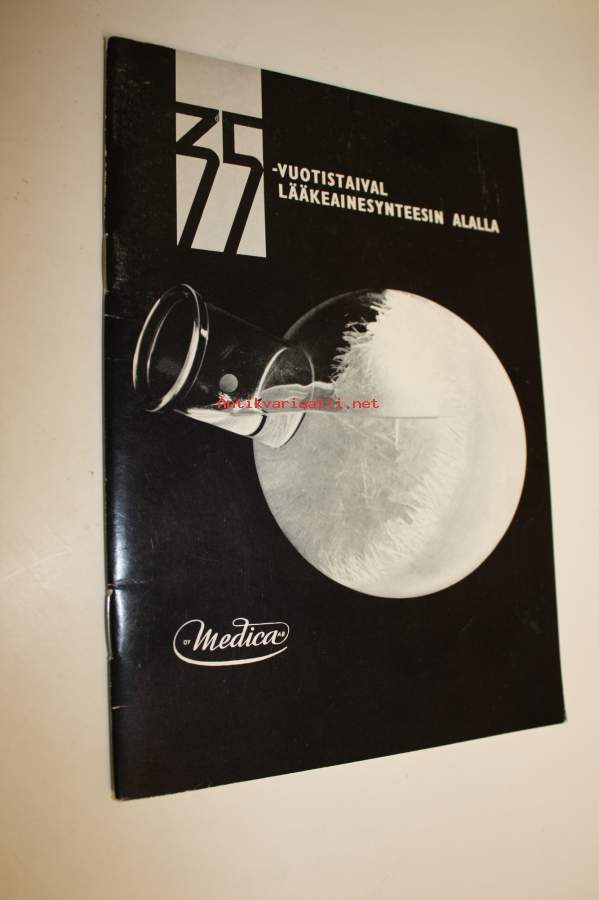 35
-VUOTISTAIVAL
LÄÄKEAINESYNTEESIN ALALLA
Antikvariaatti.net
OY Medica AB